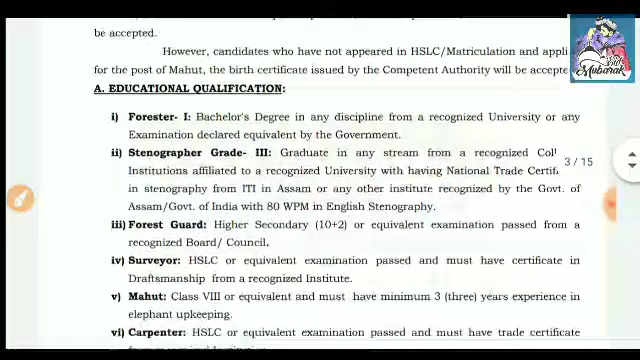 be accepted.
However, candidates who have not appeared in HSLC/Matriculation and appli
for the post of Mahut, the birth certificate issued by the Competent Authority will be accepte
A. EDUCATIONAL QUALIFICATION:
i) Forester- I: Bachelor's Degree in any discipline from a recognized University or any
Examination declared equivalent by the Government.
ii) Stenographer Grade- III: Graduate in any stream from a recognized Col
Institutions affiliated to a recognized University with having National Trade Certif
in stenography from ITI in Assam or any other institute recognized by the Govt. of
Assam/Govt. of India with 80 WPM in English Stenography.
iii) Forest Guard: Higher Secondary (10+2) or equivalent examination passed from a
recognized Board/ Council.
iv) Surveyor: HSLC or equivalent examination passed and must have certificate in
Draftsmanship from a recognized Institute.
v) Mahut: Class VIII or equivalent and must have minimum 3 (three) years experience in
elephant upkeeping.
vi) Carpenter: HSLC or equivalent examination passed and must have trade certificate
3 / 15
Mubarak